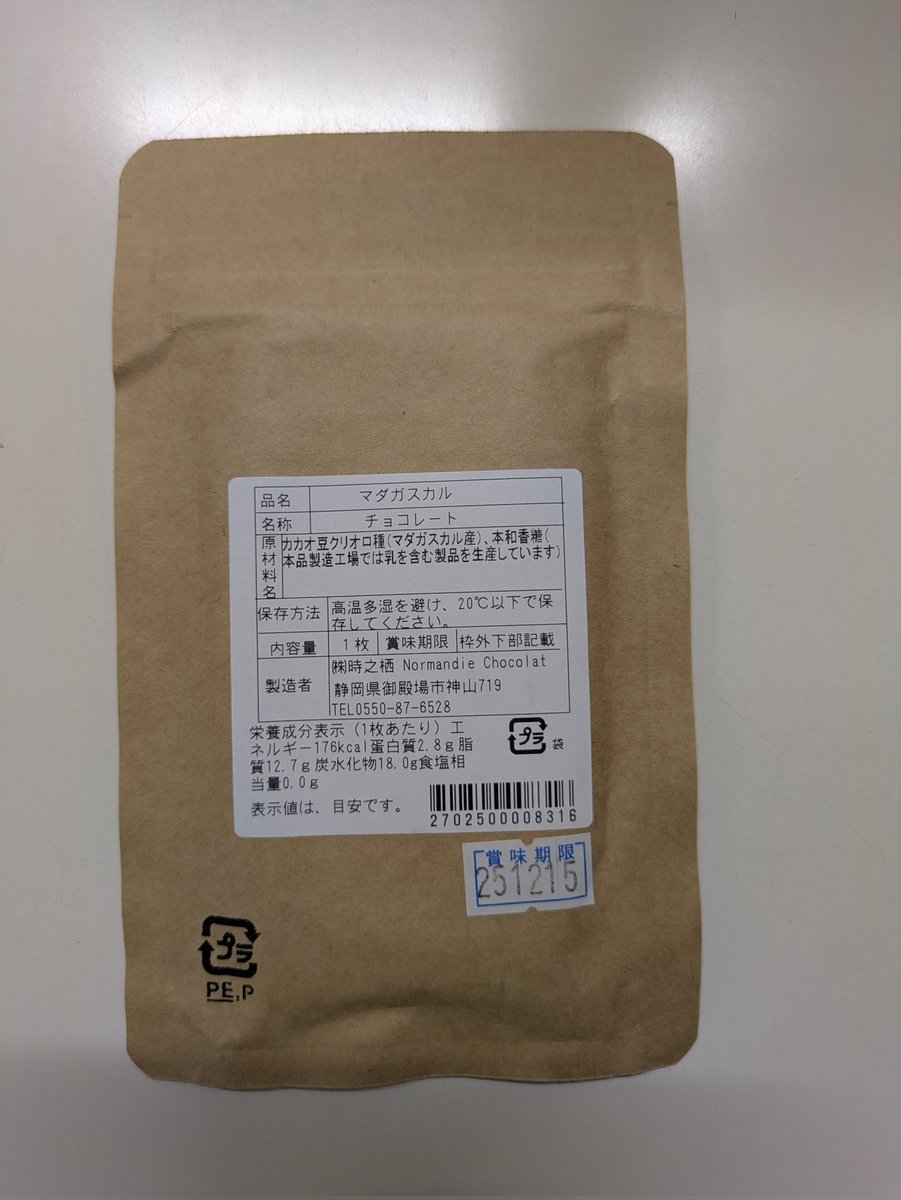 品名 マダガスカル
名称 チョコレート
原材料名 カカオ豆クリオロ種(マダガスカル産)、本和香糖(
本品製造工場では乳を含む製品を生産しています)
保存方法 高温多湿を避け、20℃以下で保
存してください。
内容量 1枚 賞味期限 枠外下部記載
製造者 ㈱時之栖 Normandie Chocolat
静岡県御殿場市神山719
TEL0550-87-6528
栄養成分表示(1枚あたり)エ
ネルギー176kcal蛋白質2.8g脂
質12.7g炭水化物18.0g食塩相
当量0.0g
表示値は、目安です。
プラ 袋
2702500008316
賞味期限
251215
プラ
PE,P